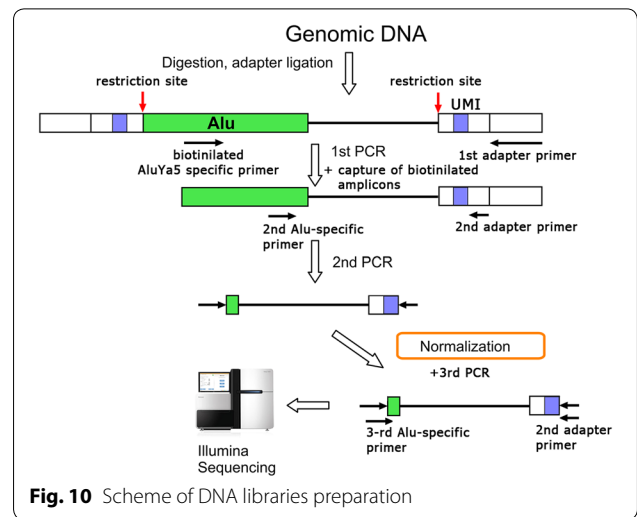 Genomic DNA
Digestion, adapter ligation
restriction site
restriction site
UMI
Alu
biotinilated
AluYa5 specific primer
1st PCR
+ capture of biotinilated
amplicons
1st adapter primer
2nd Alu-specific
primer
2nd adapter primer
2nd PCR
Normalization
+3rd PCR
3-rd Alu-specific
primer
2nd adapter
primer
Illumina
Sequencing
Fig. 10 Scheme of DNA libraries preparation